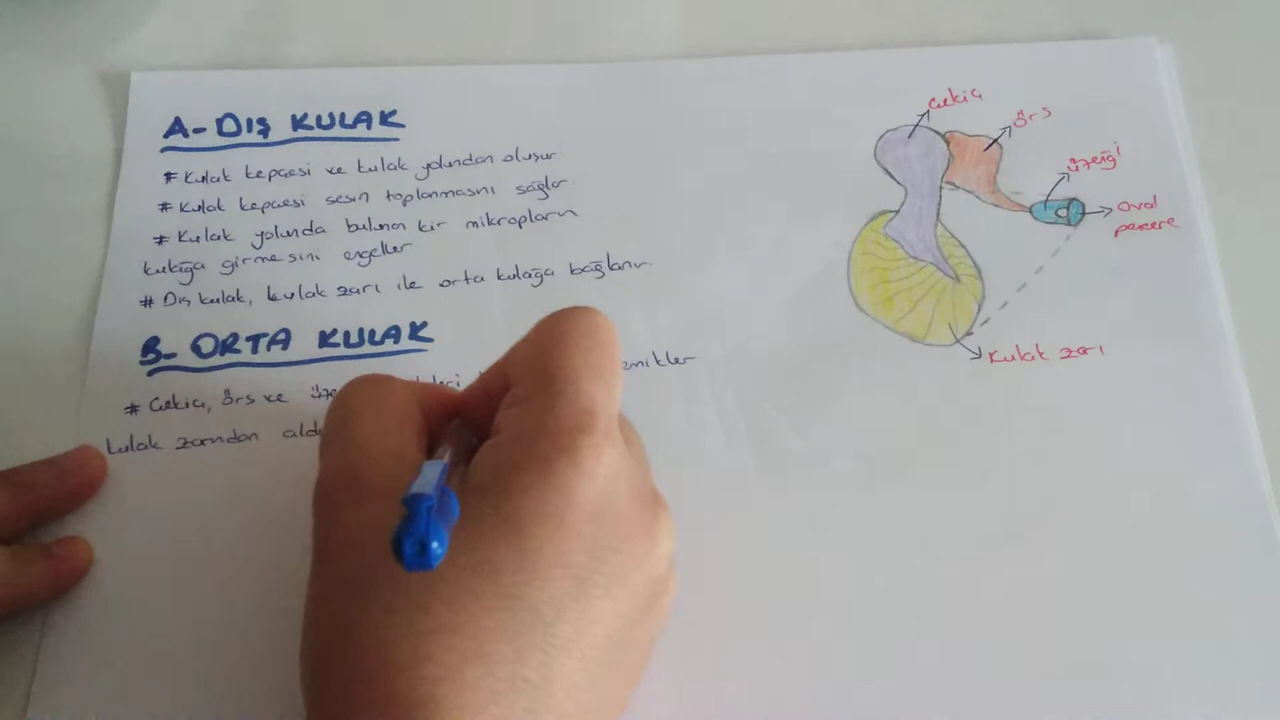 A- DIŞ KULAK
# Kulak kepçesi ve kulak yolundan oluşur
# Kulak kepçesi sesin toplanmasını sağlar
# Kulak yolunda bulunan kir mikropların
kulağa girmesini engeller
# Dış kulak, kulak zarı ile orta kulağa bağlanır
B- ORTA KULAK
# Çekiç, örs ve
kulak zarından
Çekiç
örs
üzengi
Oval
pencere
Kulak zarı